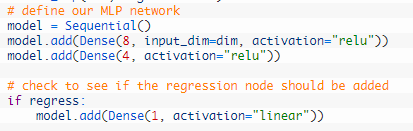 # define our MLP network
model = Sequential()
model.add(Dense(8, input_dim=dim, activation="relu"))
model.add(Dense(4, activation="relu"))
# check to see if the regression node should be added
if regress:
    model.add(Dense(1, activation="linear"))